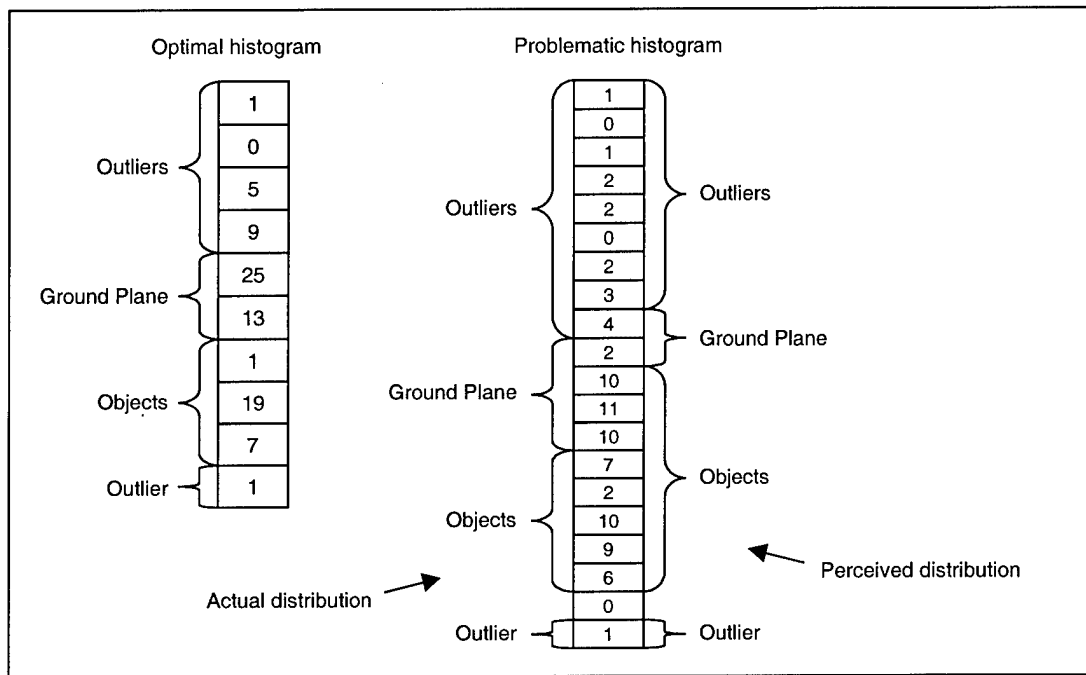 Optimal histogram
1
0
5
9
25
13
1
19
7
1
Outliers
Ground Plane
Objects
Outlier
Problematic histogram
1
0
1
2
2
0
2
3
4
2
10
11
10
7
2
10
9
6
0
1
Outliers
Ground Plane
Objects
Outlier
Actual distribution
Outliers
Ground Plane
Objects
Outlier
Perceived distribution